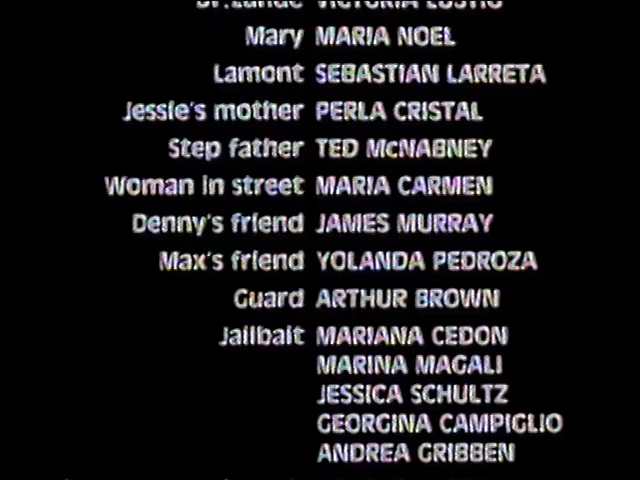 Mary MARIA NOEL
Lamont SEBASTIAN LARRETA
Jessie's mother PERLA CRISTAL
Step father TED McNABNEY
Woman in street MARIA CARMEN
Denny's friend JAMES MURRAY
Max's friend YOLANDA PEDROZA
Guard ARTHUR BROWN
Jailbait MARIANA CEDON
MARINA MAGALI
JESSICA SCHULTZ
GEORGINA CAMPIGLIO
ANDREA GRIBBEN